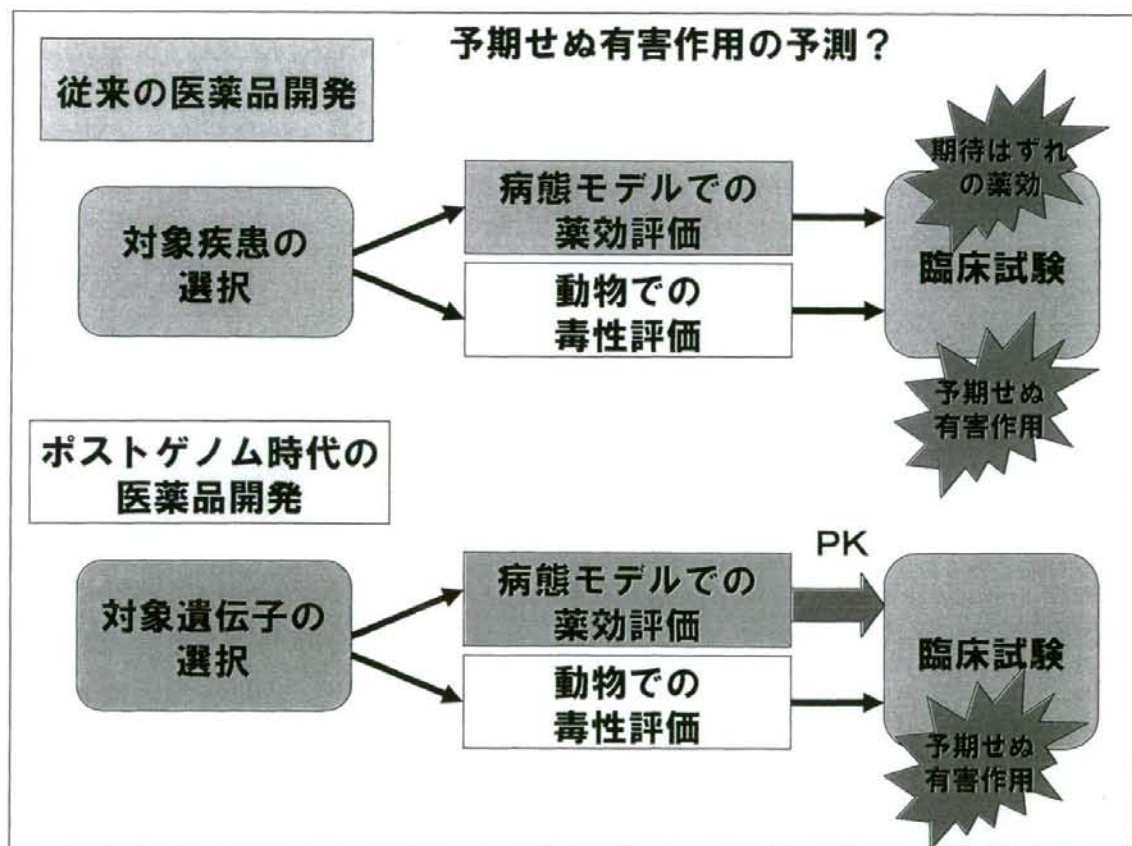 予期せぬ有害作用の予測？
従来の医薬品開発
対象疾患の
選択
病態モデルでの
薬効評価
動物での
毒性評価
期待はずれ
の薬効
臨床試験
予期せぬ
有害作用
ポストゲノム時代の
医薬品開発
対象遺伝子の
選択
病態モデルでの
薬効評価
動物での
毒性評価
PK
臨床試験
予期せぬ
有害作用